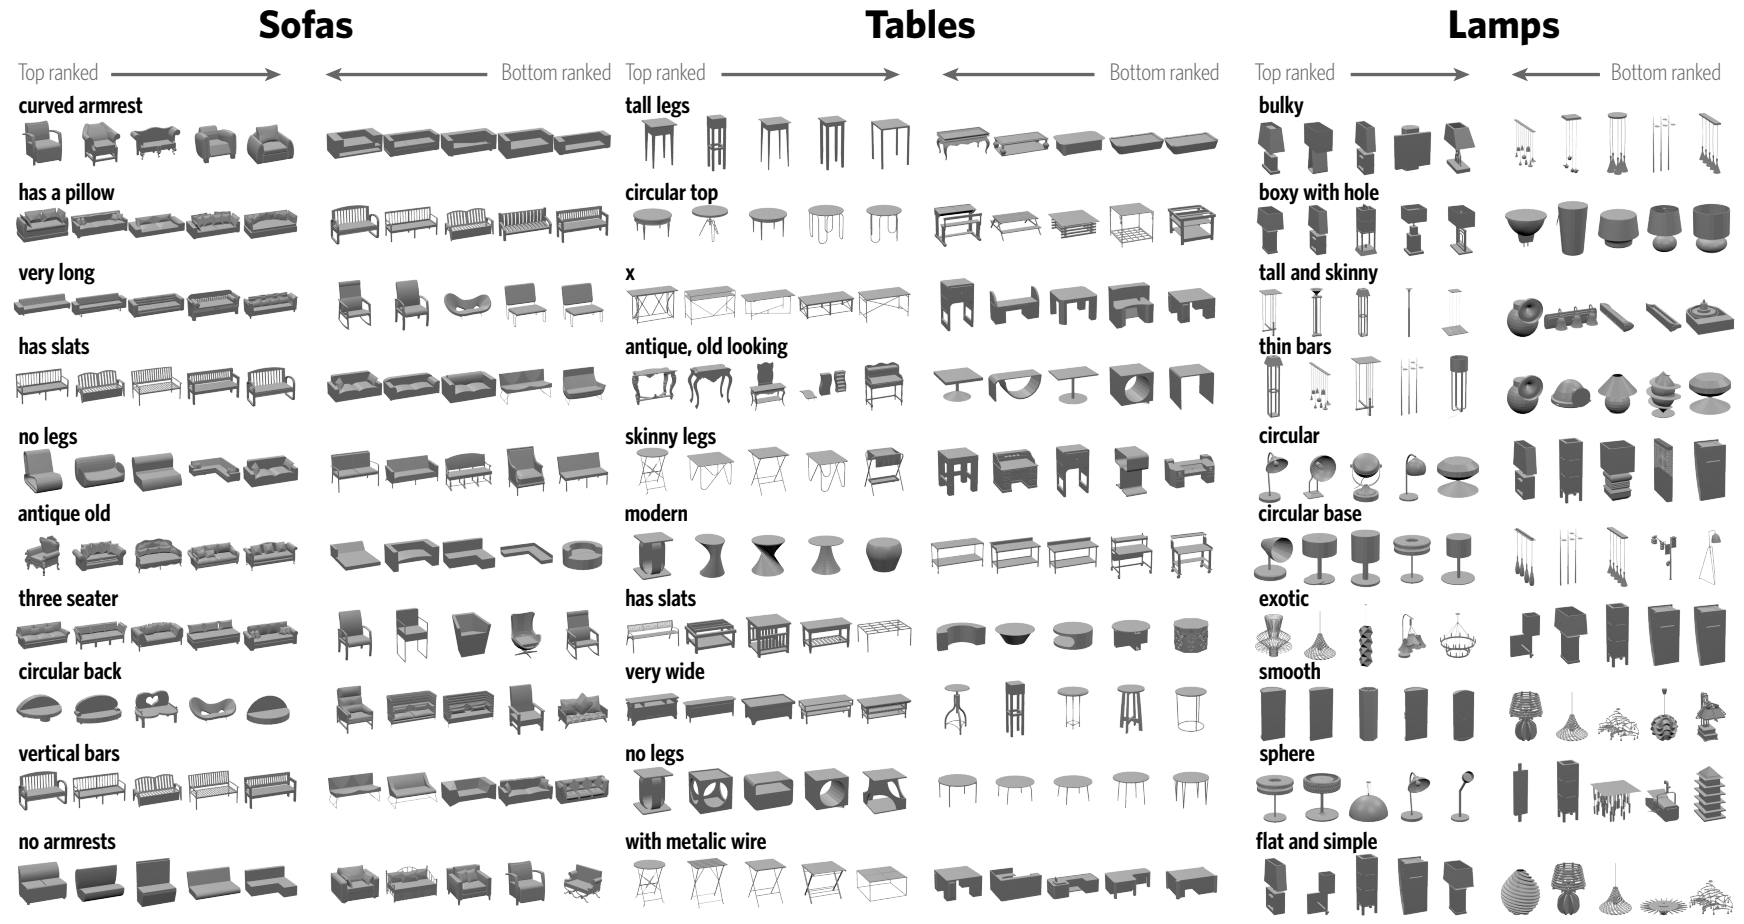 Sofas
Tables
Lamps
Top ranked
Bottom ranked
Top ranked
Bottom ranked
Top ranked
Bottom ranked
curved armrest
tall legs
bulky
has a pillow
circular top
boxy with hole
very long
x
tall and skinny
has slats
antique, old looking
thin bars
no legs
skinny legs
circular
antique old
modern
circular base
three seater
has slats
exotic
circular back
very wide
smooth
vertical bars
no legs
sphere
no armrests
with metalic wire
flat and simple